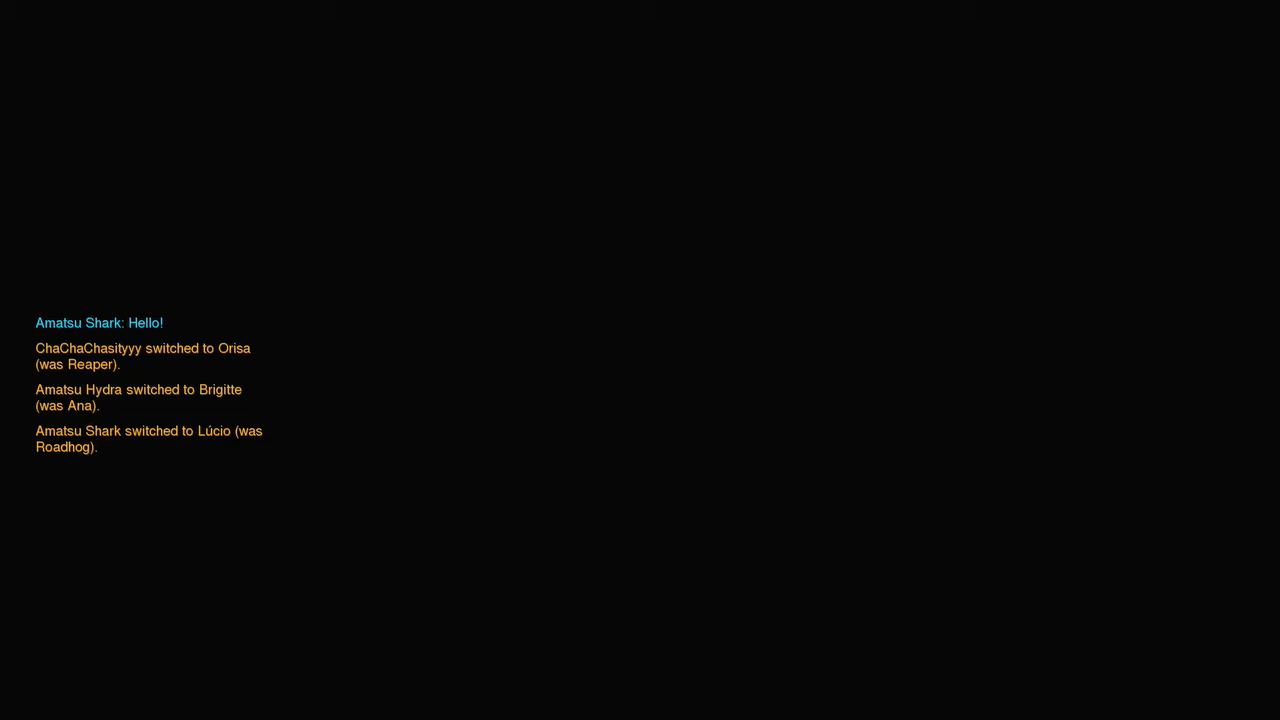 Amatsu Shark: Hello!
ChaChaChasityyy switched to Orisa
(was Reaper).
Amatsu Hydra switched to Brigitte
(was Ana).
Amatsu Shark switched to Lúcio (was
Roadhog).